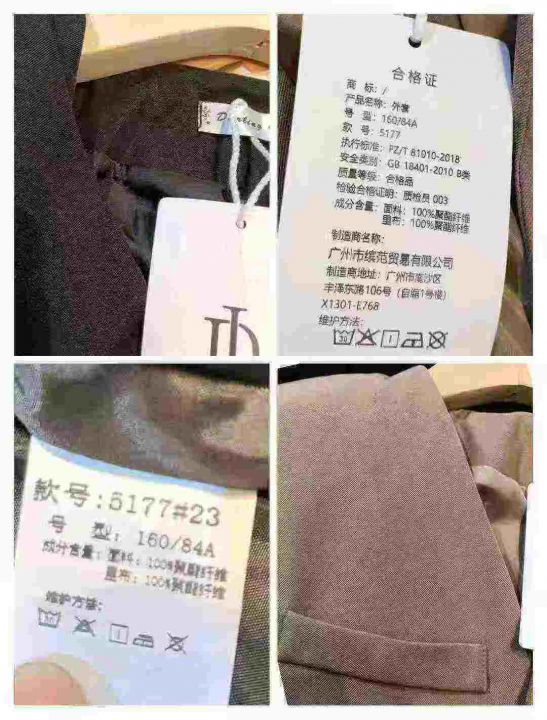 合格证
商 标: /
产品名称: 外套
号 型: 160/84A
款 号: 5177
执行标准: FZ/T 81010-2018
安全类别: GB 18401-2010 B类
质量等级: 合格品
检验合格证明: 质检员 003
成分含量: 面料: 100%聚酯纤维
里布: 100%聚酯纤维
制造商名称:
广州市缤范贸易有限公司
制造商地址: 广州市南沙区
丰泽东路106号 (自编1号楼)
X1301-E768
维护方法:
款号: 5177#23
号 型: 160/84A
成分含量: 面料: 100%聚酯纤维
里布: 100%聚酯纤维
维护方法: